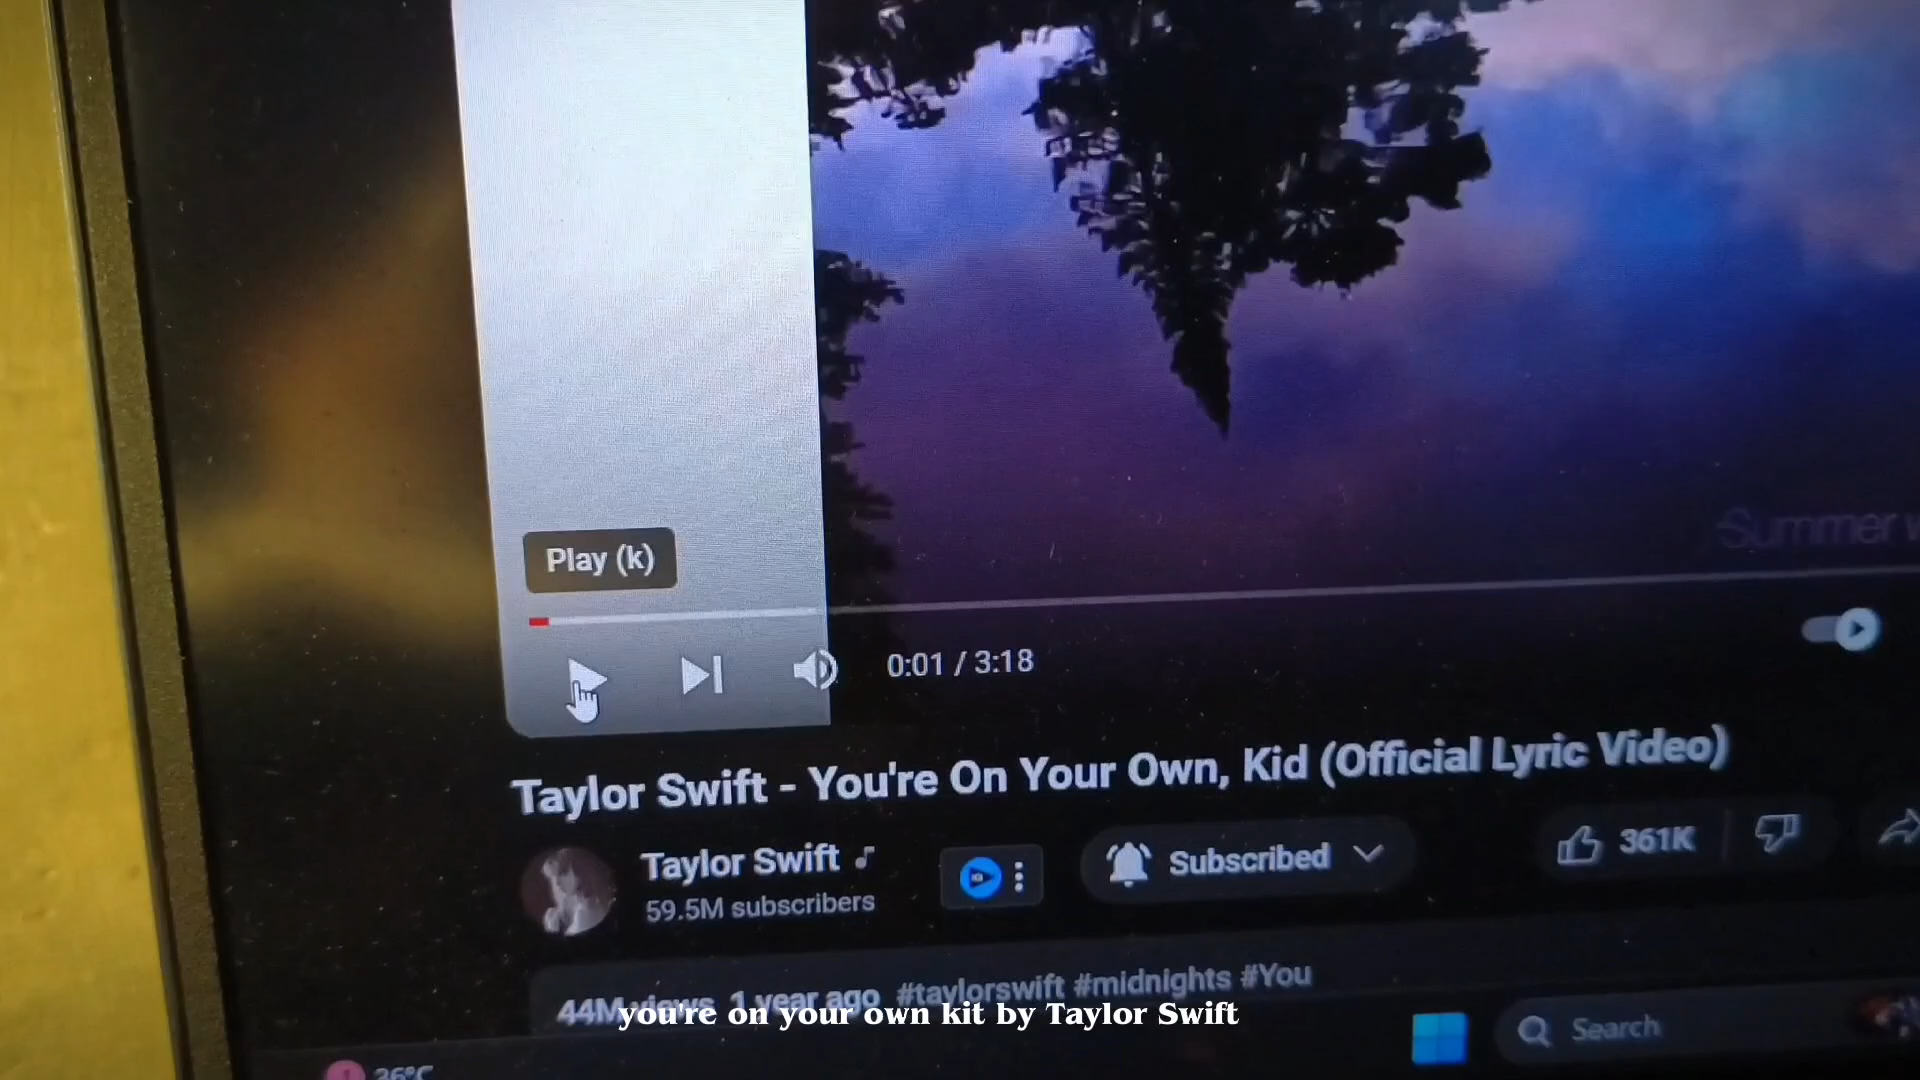 Summer
Play (k)
0:01 / 3:18
Taylor Swift - You're On Your Own, Kid (Official Lyric Video)
Taylor Swift
59.5M subscribers
Subscribed
361K
44M views 1 year ago #taylorswift #midnights #You
you're on your own kit by Taylor Swift
Search
36°C